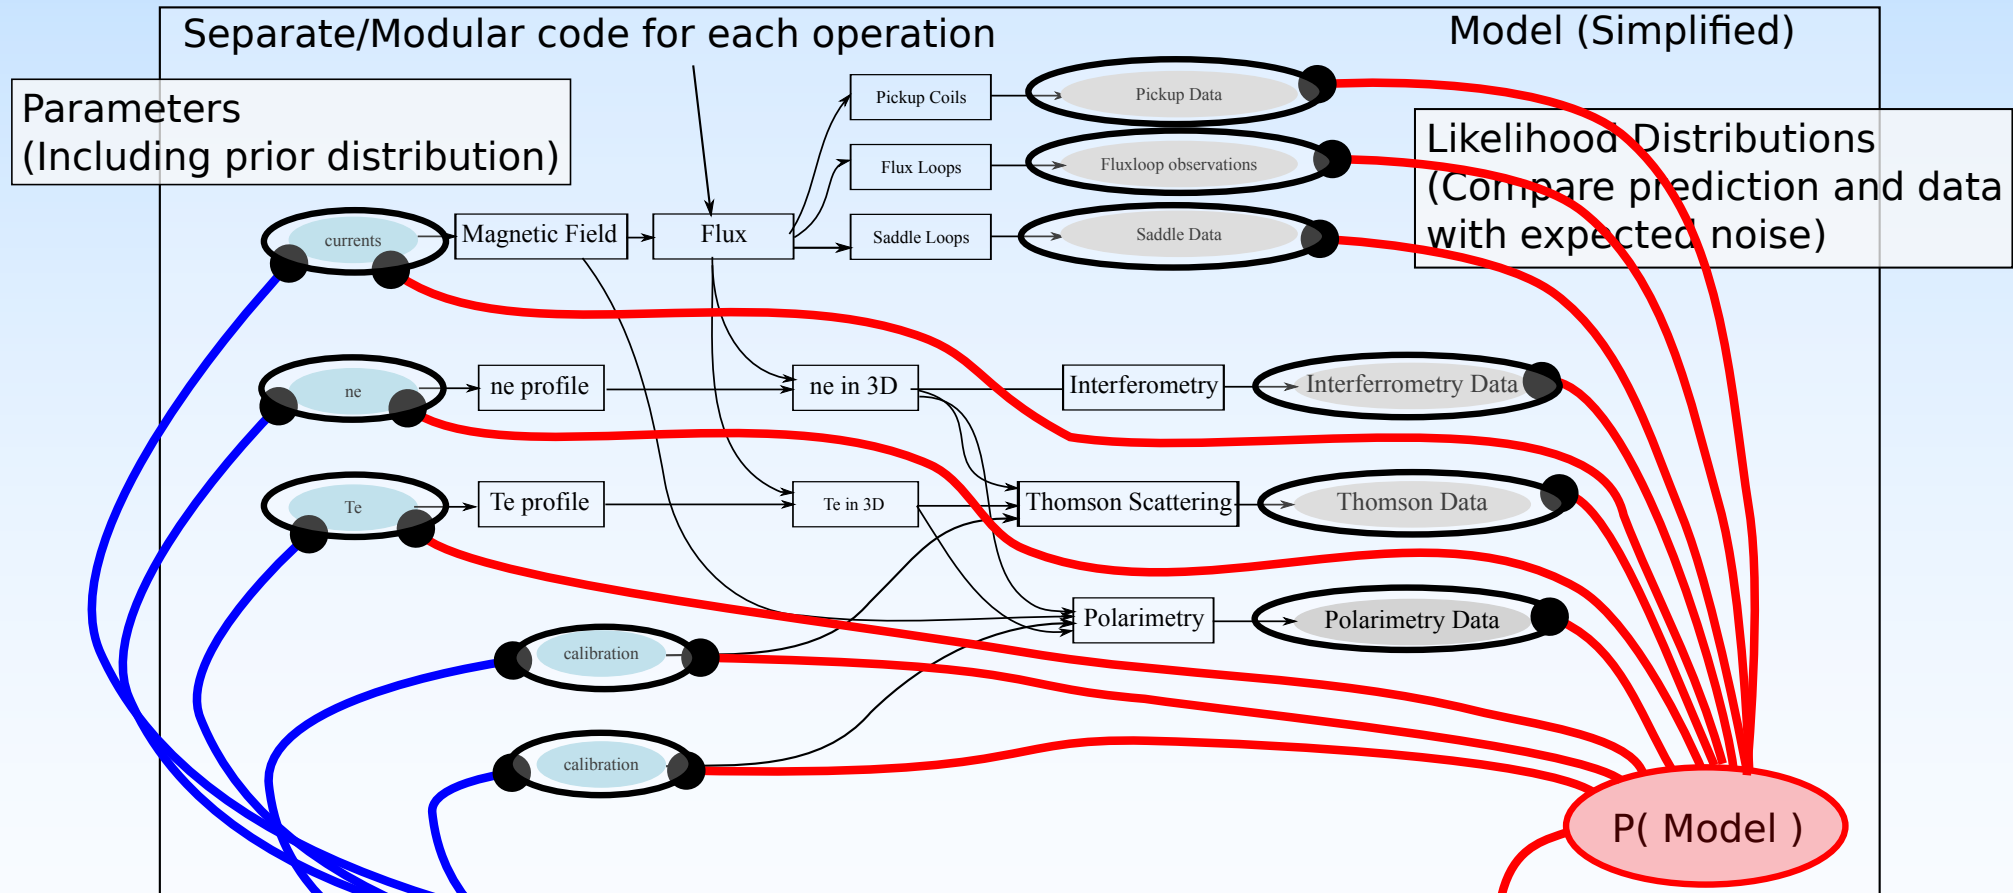 Separate/Modular code for each operation
Model (Simplified)
Parameters
(Including prior distribution)
Likelihood Distributions
(Compare prediction and data
with expected noise)
Pickup Coils
Pickup Data
Flux Loops
Fluxloop observations
currents
Magnetic Field
Flux
Saddle Loops
Saddle Data
ne
ne profile
ne in 3D
Interferometry
Interferrometry Data
Te
Te profile
Te in 3D
Thomson Scattering
Thomson Data
Polarimetry
Polarimetry Data
calibration
calibration
P( Model )